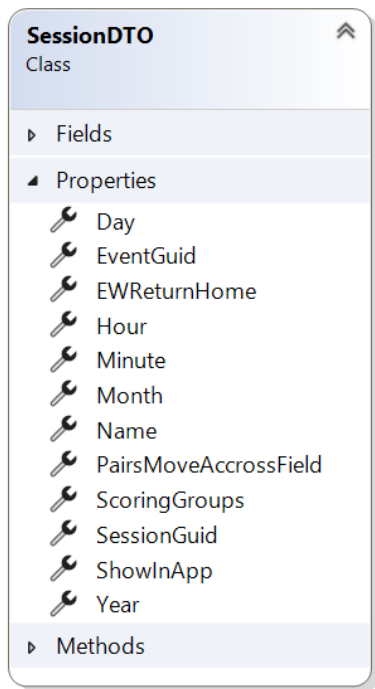 SessionDTO
Class
Fields
Properties
Day
EventGuid
EWReturnHome
Hour
Minute
Month
Name
PairsMoveAccrossField
ScoringGroups
SessionGuid
ShowInApp
Year
Methods